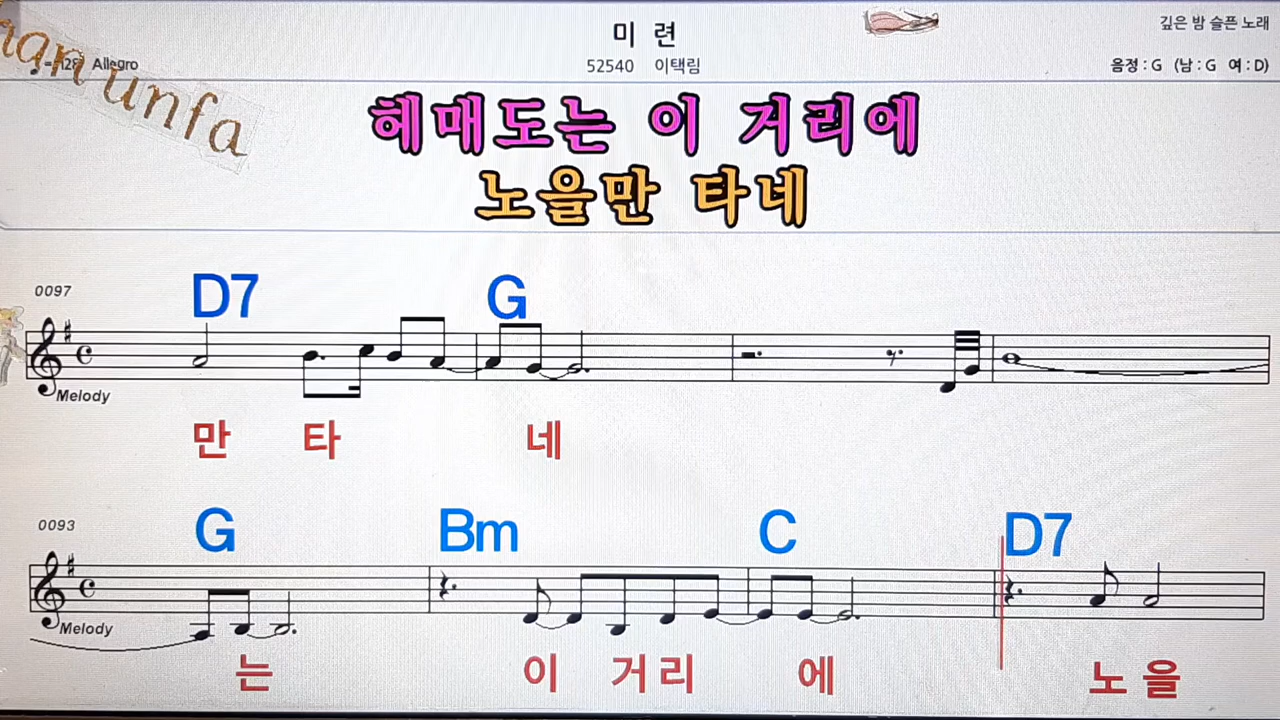 미 련
깊은 밤 슬픈 노래
♩=128 Allegro
52540 이택림
음정 : G (남 : G 여 : D)
unfa
헤매도는 이 거리에
노을만 타네
0097
D7 G
Melody
만 타 네
0093
G Bm C D7
Melody
는 이 거 리 에 노 을